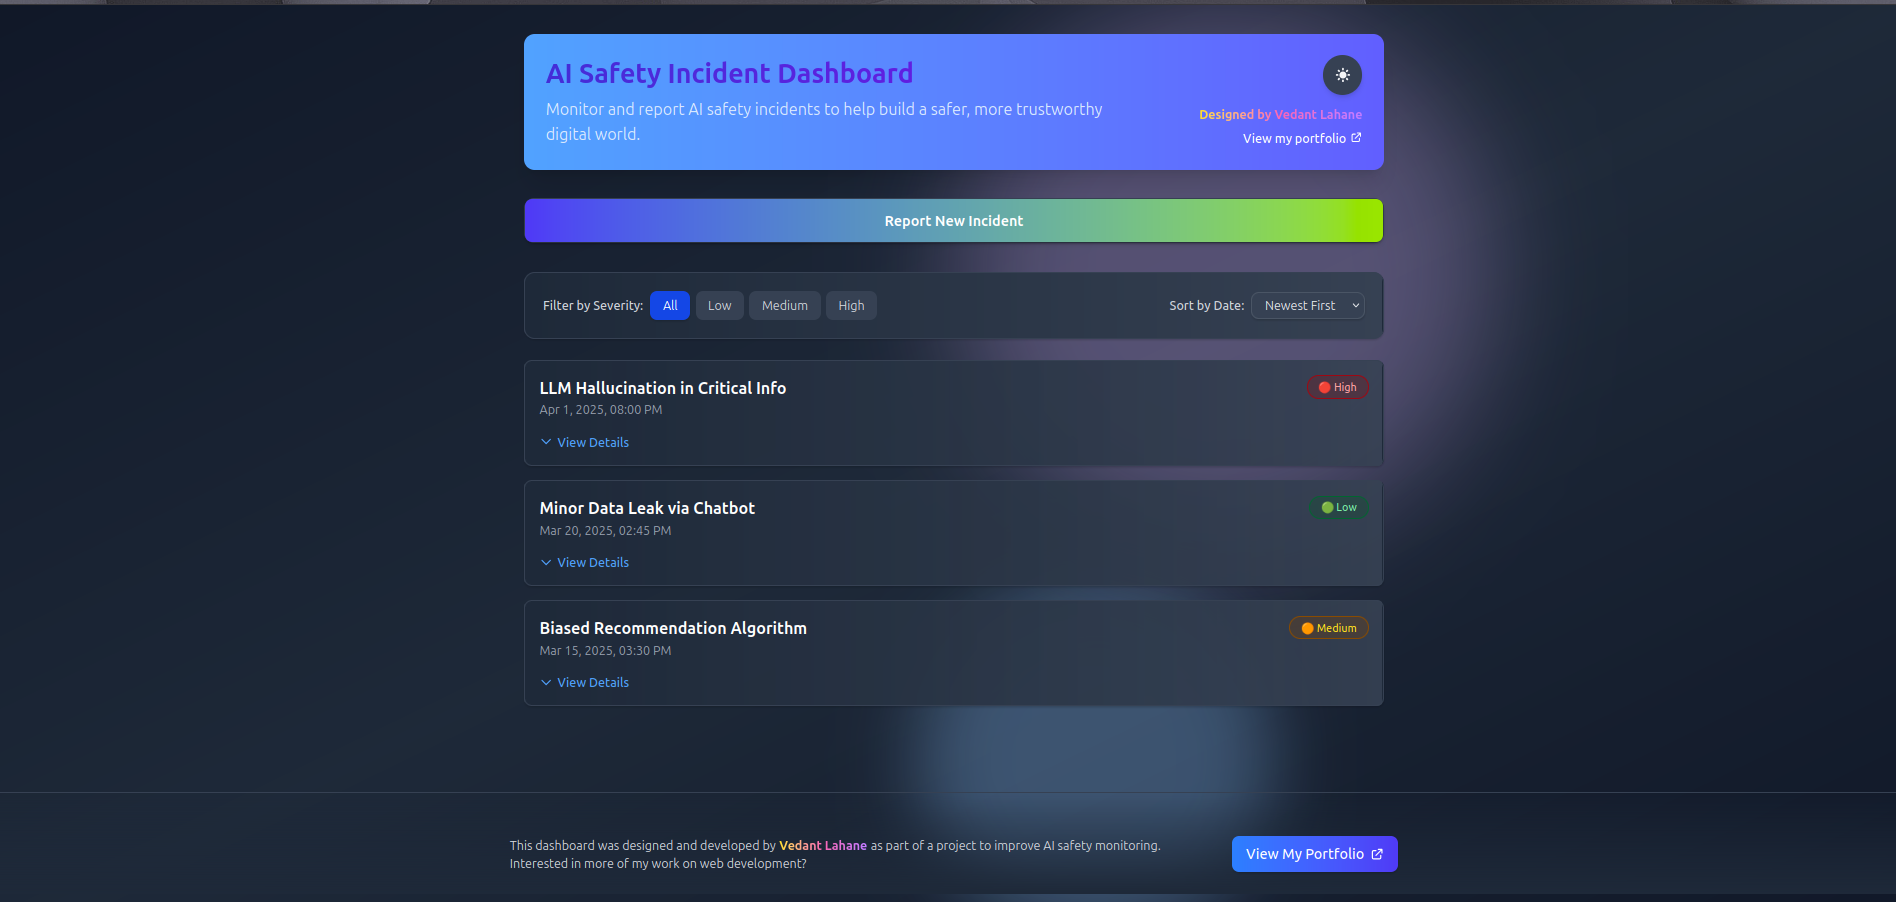 AI Safety Incident Dashboard
Monitor and report AI safety incidents to help build a safer, more trustworthy
digital world.
Designed by Vedant Lahane
View my portfolio
Report New Incident
Filter by Severity: All Low Medium High
Sort by Date: Newest First
LLM Hallucination in Critical Info
High
Apr 1, 2025, 08:00 PM
View Details
Minor Data Leak via Chatbot
Low
Mar 20, 2025, 02:45 PM
View Details
Biased Recommendation Algorithm
Medium
Mar 15, 2025, 03:30 PM
View Details
This dashboard was designed and developed by Vedant Lahane as part of a project to improve AI safety monitoring.
Interested in more of my work on web development?
View My Portfolio